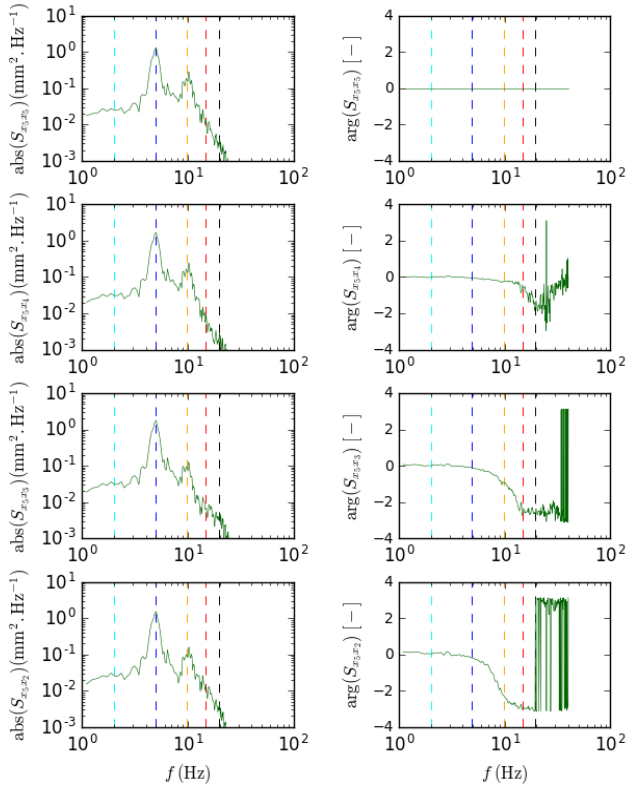 abs(S_{x_5x_5})(mm².Hz⁻¹)
10¹
10⁰
10⁻¹
10⁻²
10⁻³
10⁰ 10¹ 10²
arg(S_{x_5x_5}) [−]
4
2
0
−2
−4
10⁰ 10¹ 10²
abs(S_{x_5x_4})(mm².Hz⁻¹)
10¹
10⁰
10⁻¹
10⁻²
10⁻³
10⁰ 10¹ 10²
arg(S_{x_5x_4}) [−]
4
2
0
−2
−4
10⁰ 10¹ 10²
abs(S_{x_5x_3})(mm².Hz⁻¹)
10¹
10⁰
10⁻¹
10⁻²
10⁻³
10⁰ 10¹ 10²
arg(S_{x_5x_3}) [−]
4
2
0
−2
−4
10⁰ 10¹ 10²
abs(S_{x_5x_2})(mm².Hz⁻¹)
10¹
10⁰
10⁻¹
10⁻²
10⁻³
10⁰ 10¹ 10²
f (Hz)
arg(S_{x_5x_2}) [−]
4
2
0
−2
−4
10⁰ 10¹ 10²
f (Hz)